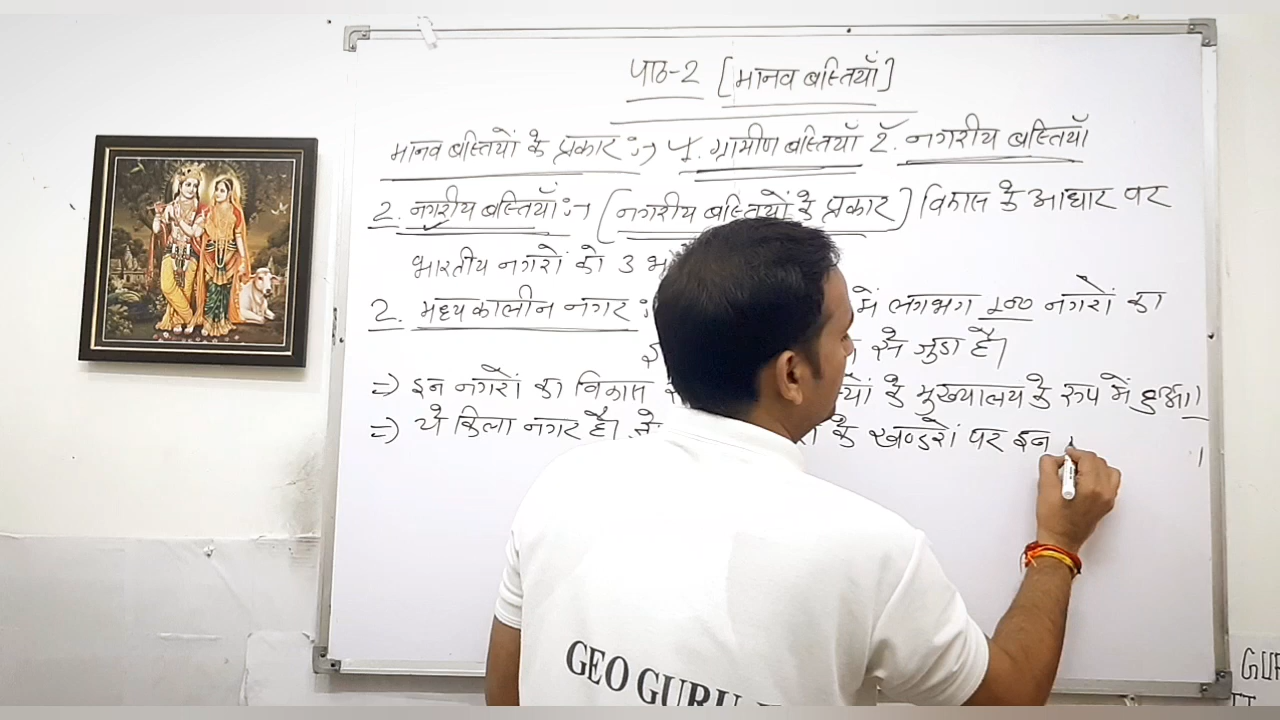 पाठ-2 [मानव बस्तियाँ]
मानव बस्तियों के प्रकार :→ 1. ग्रामीण बस्तियाँ 2. नगरीय बस्तियाँ
2. नगरीय बस्तियाँ :→ (नगरीय बस्तियों के प्रकार) विकास के आधार पर
भारतीय नगरों को 3
2. मध्यकालीन नगर : में लगभग 100 नगरों का
से जुडा है।
=> इन नगरों का विकास के मुख्यालय के रूप में हुआ।
=> ये किला नगर है। के खण्डरों पर इन
GEO GURU